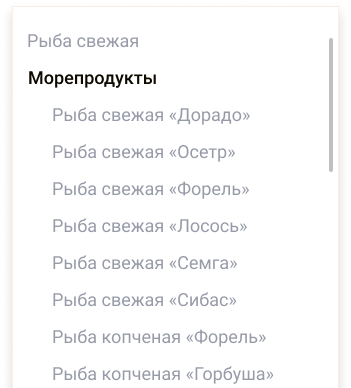 Рыба свежая
Морепродукты
Рыба свежая «Дорадо»
Рыба свежая «Осетр»
Рыба свежая «Форель»
Рыба свежая «Лосось»
Рыба свежая «Семга»
Рыба свежая «Сибас»
Рыба копченая «Форель»
Рыба копченая «Горбуша»